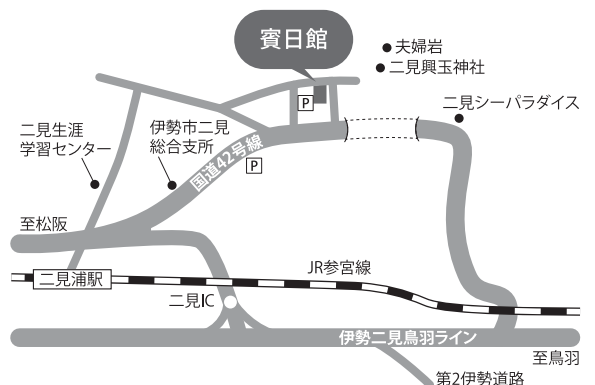 賓日館
夫婦岩
二見興玉神社
二見シーパラダイス
P
二見生涯
学習センター
伊勢市二見
総合支所
国道42号線
P
至松阪
二見浦駅
JR参宮線
二見IC
伊勢二見鳥羽ライン
至鳥羽
第2伊勢道路